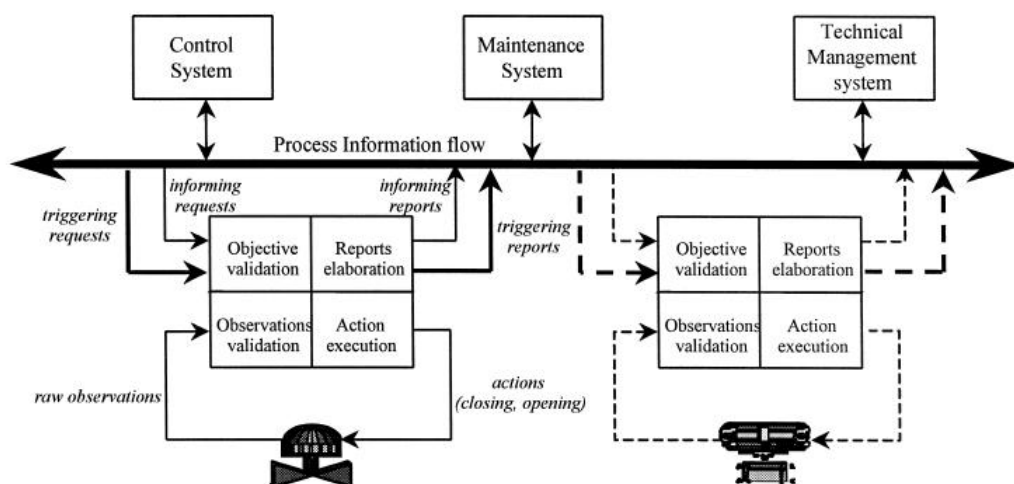 Control
System
Maintenance
System
Technical
Management
system
Process Information flow
informing
requests
informing
reports
triggering
requests
triggering
reports
Objective
validation
Reports
elaboration
Observations
validation
Action
execution
Objective
validation
Reports
elaboration
Observations
validation
Action
execution
raw observations
actions
(closing, opening)